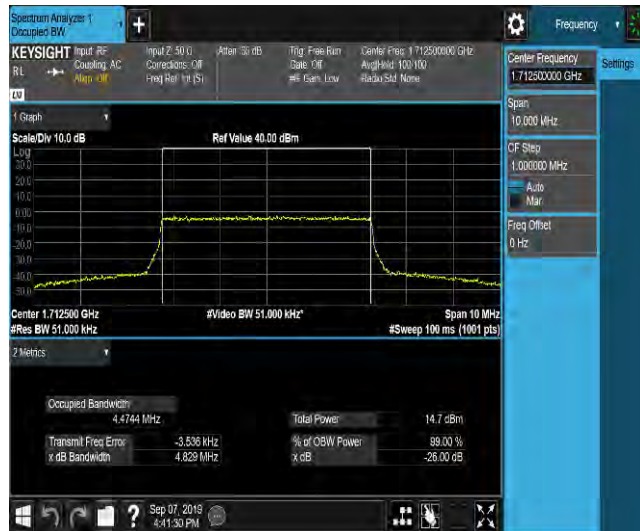 Spectrum Analyzer 1
Occupied BW
Frequency
KEYSIGHT
Input: RF
Coupling: AC
Align: Off
RL
Input Z: 50 Ω
Corrections: Off
Freq Ref: Int (S)
Atten: 30 dB
Trig: Free Run
Gate: Off
#IF Gain: Low
Center Freq: 1.712500000 GHz
Avg|Hold: 100/100
Radio Std: None
LXI
Center Frequency
1.712500000 GHz
Settings
Span
10.000 MHz
CF Step
1.000000 MHz
Auto
Man
Freq Offset
0 Hz
1 Graph
Scale/Div 10.0 dB
Ref Value 40.00 dBm
Log
30.0
20.0
10.0
0.00
-10.0
-20.0
-30.0
-40.0
-50.0
Center 1.712500 GHz
#Video BW 51.000 kHz*
Span 10 MHz
#Res BW 51.000 kHz
#Sweep 100 ms (1001 pts)
2 Metrics
Occupied Bandwidth
4.4744 MHz
Total Power
14.7 dBm
Transmit Freq Error
-3.536 kHz
% of OBW Power
99.00 %
x dB Bandwidth
4.829 MHz
x dB
-26.00 dB
?
Sep 07, 2019
4:41:30 PM